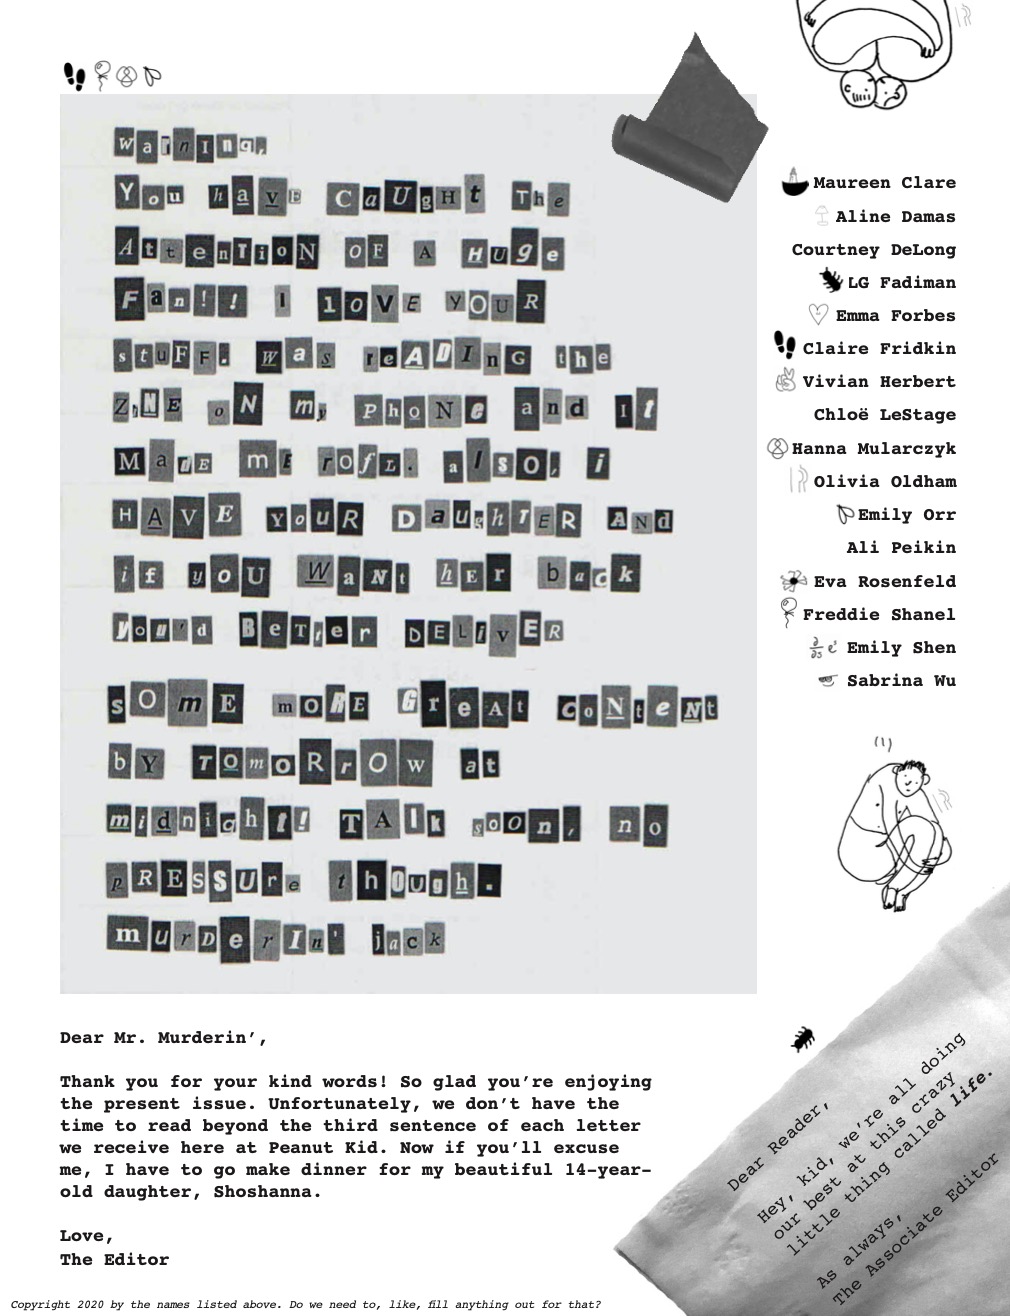 Warning,
You havE CaUgHt The
AttenTioN OF A HUge
Fan!! I lOVE YOUR
stuFF. Was reADInG the
ZiNE oN my PHoNe and It
MaDE mE rofL. alSO, i
HAVE YoUR DaughTER ANd
if yOU WaNt hEr back
you'd BeTter DELivER
sOmE moRE GreAt coNteNt
bY TOmoRrOw at
midnight! TAlk soOn, no
pREsSUre thOugh.
murDerIn' jack
Maureen Clare
Aline Damas
Courtney DeLong
LG Fadiman
Emma Forbes
Claire Fridkin
Vivian Herbert
Chloë LeStage
Hanna Mularczyk
Olivia Oldham
Emily Orr
Ali Peikin
Eva Rosenfeld
Freddie Shanel
∂/∂s eˢ Emily Shen
Sabrina Wu
Dear Mr. Murderin’,
Thank you for your kind words! So glad you’re enjoying
the present issue. Unfortunately, we don’t have the
time to read beyond the third sentence of each letter
we receive here at Peanut Kid. Now if you’ll excuse
me, I have to go make dinner for my beautiful 14-year-
old daughter, Shoshanna.
Love,
The Editor
Dear Reader,
Hey, kid, we’re all doing
our best at this crazy
little thing called life.
As always,
The Associate Editor
Copyright 2020 by the names listed above. Do we need to, like, fill anything out for that?